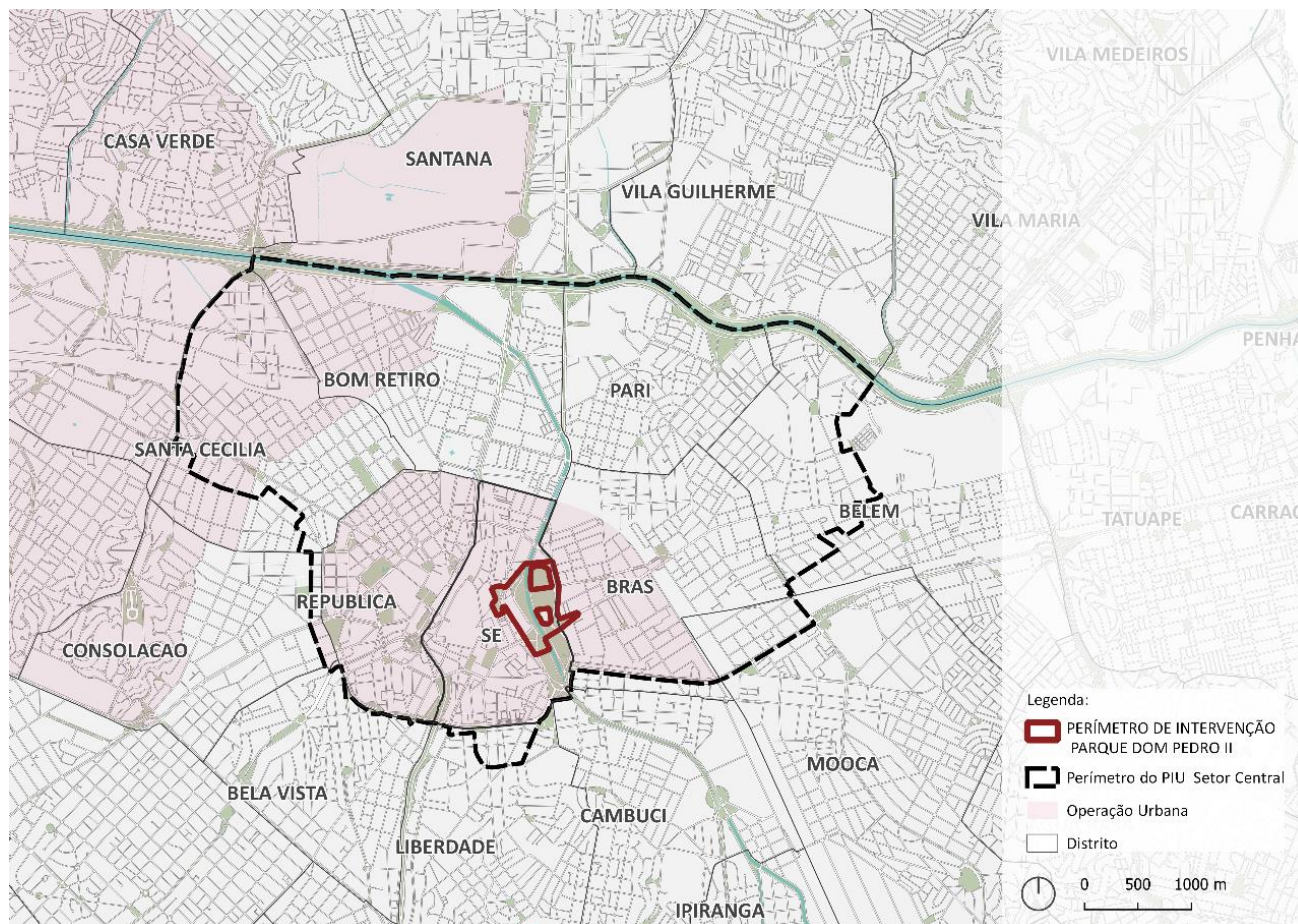 VILA MEDEIROS
CASA VERDE
SANTANA
VILA GUILHERME
VILA MARIA
PENHA
BOM RETIRO
PARI
SANTA CECILIA
BELEM
TATUAPE
CARRAO
BRAS
REPUBLICA
SE
CONSOLACAO
MOOCA
BELA VISTA
CAMBUCI
LIBERDADE
IPIRANGA
Legenda:
PERÍMETRO DE INTERVENÇÃO
PARQUE DOM PEDRO II
Perímetro do PIU Setor Central
Operação Urbana
Distrito
0 500 1000 m